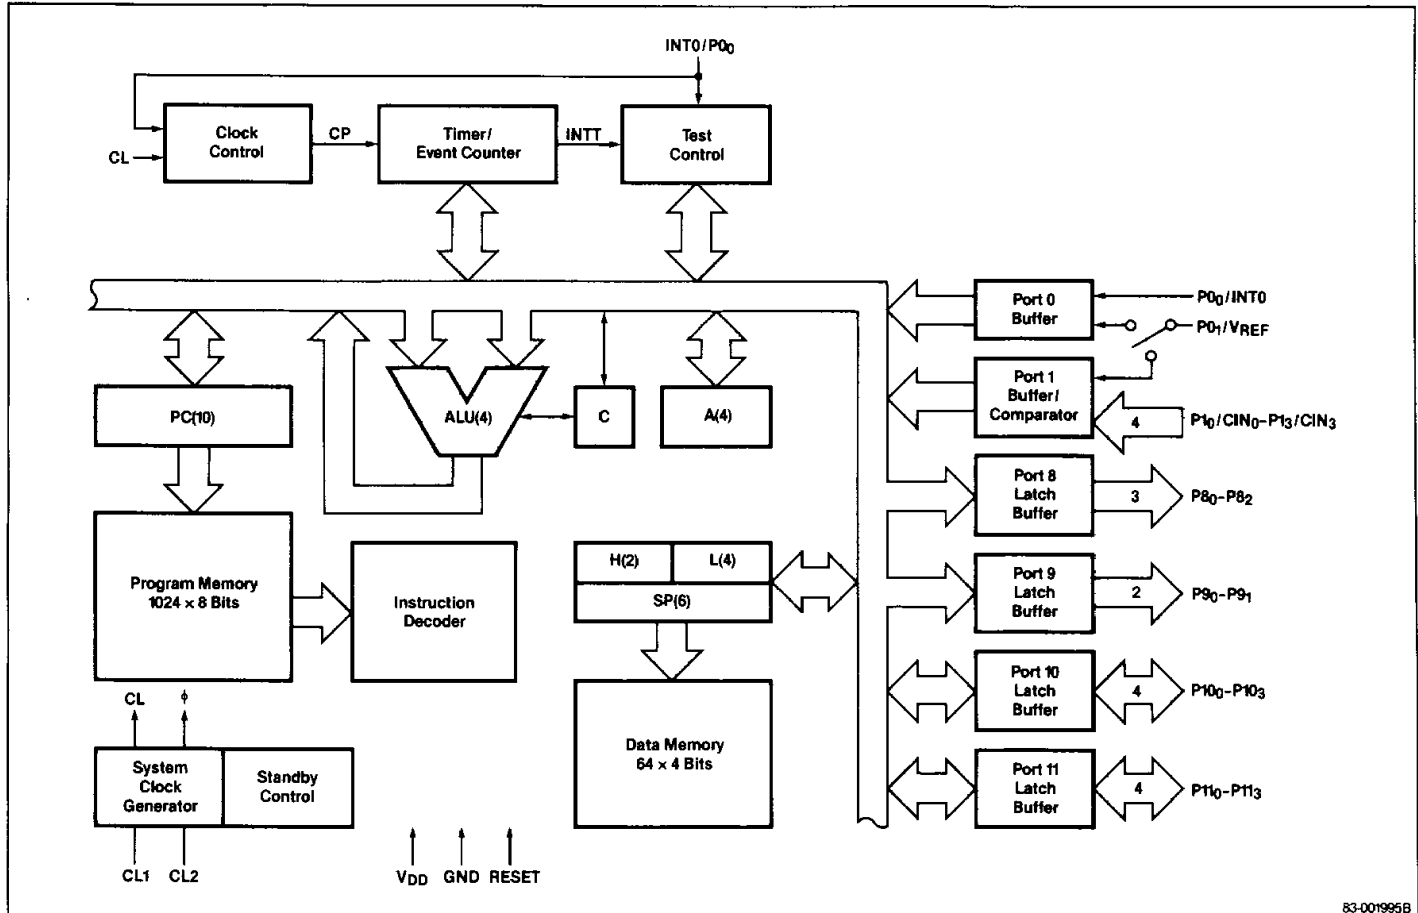 INT0/P0₀
Clock
Control
CP
Timer/
Event Counter
INTT
Test
Control
CL
Port 0
Buffer
P0₀/INT0
P0₁/VREF
Port 1
Buffer/
Comparator
4
P1₀/CIN₀–P1₃/CIN₃
PC(10)
ALU(4)
C
A(4)
Port 8
Latch
Buffer
3
P8₀–P8₂
Program Memory
1024 × 8 Bits
Instruction
Decoder
H(2)
L(4)
SP(6)
Port 9
Latch
Buffer
2
P9₀–P9₁
Port 10
Latch
Buffer
4
P10₀–P10₃
CL
ϕ
System
Clock
Generator
Standby
Control
Data Memory
64 × 4 Bits
Port 11
Latch
Buffer
4
P11₀–P11₃
CL1
CL2
VDD
GND
RESET
83-001995B